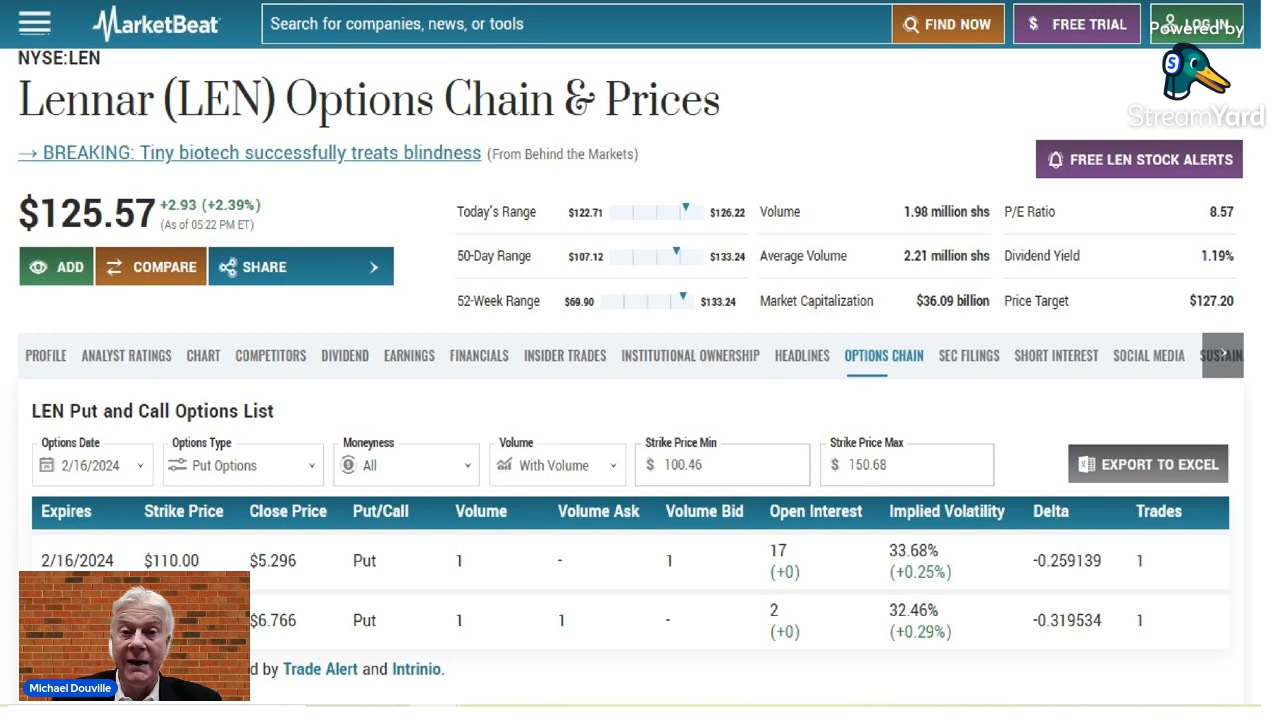 MarketBeat
Search for companies, news, or tools
FIND NOW
$ FREE TRIAL
LOG IN
Powered by
StreamYard
NYSE:LEN
Lennar (LEN) Options Chain & Prices
→ BREAKING: Tiny biotech successfully treats blindness (From Behind the Markets)
FREE LEN STOCK ALERTS
$125.57 +2.93 (+2.39%)
(As of 05:22 PM ET)
ADD
COMPARE
SHARE
Today's Range $122.71 $126.22
50-Day Range $107.12 $133.24
52-Week Range $69.90 $133.24
Volume 1.98 million shs
Average Volume 2.21 million shs
Market Capitalization $36.09 billion
P/E Ratio 8.57
Dividend Yield 1.19%
Price Target $127.20
PROFILE ANALYST RATINGS CHART COMPETITORS DIVIDEND EARNINGS FINANCIALS INSIDER TRADES INSTITUTIONAL OWNERSHIP HEADLINES OPTIONS CHAIN SEC FILINGS SHORT INTEREST SOCIAL MEDIA SUSTAIN
LEN Put and Call Options List
Options Date Options Type Moneyness Volume Strike Price Min Strike Price Max
2/16/2024 Put Options All With Volume $ 100.46 $ 150.68
EXPORT TO EXCEL
Expires Strike Price Close Price Put/Call Volume Volume Ask Volume Bid Open Interest Implied Volatility Delta Trades
2/16/2024 $110.00 $5.296 Put 1 - 1 17 33.68% -0.259139 1
(+0) (+0.25%)
$6.766 Put 1 1 - 2 32.46% -0.319534 1
(+0) (+0.29%)
d by Trade Alert and Intrinio.
Michael Douville